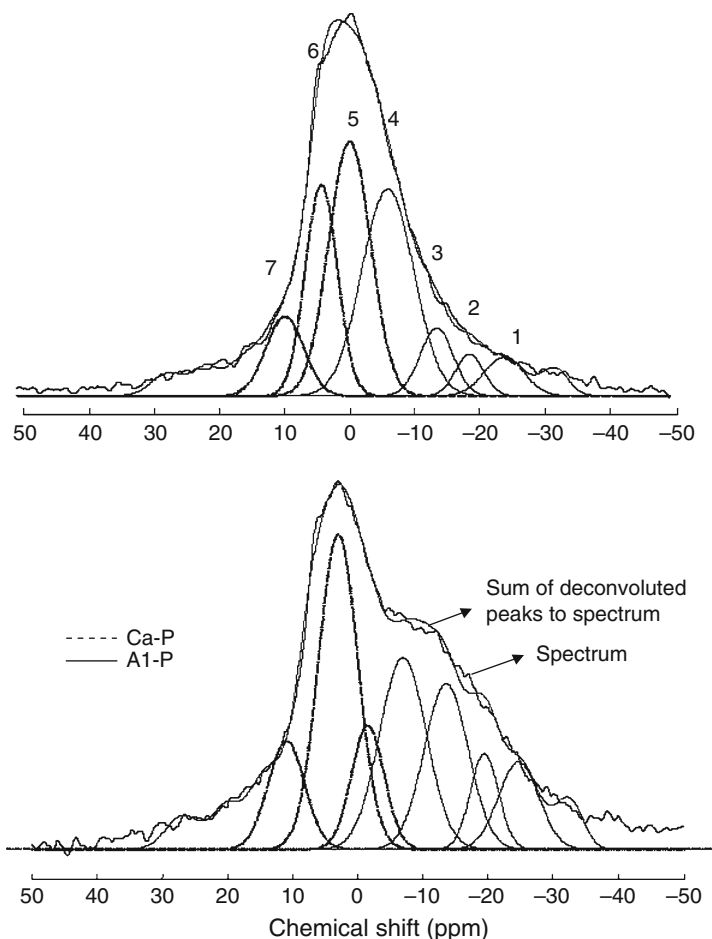 6
5
4
3
7
2
1
50 40 30 20 10 0 −10 −20 −30 −40 −50
Sum of deconvoluted
peaks to spectrum
Ca-P
A1-P
Spectrum
50 40 30 20 10 0 −10 −20 −30 −40 −50
Chemical shift (ppm)